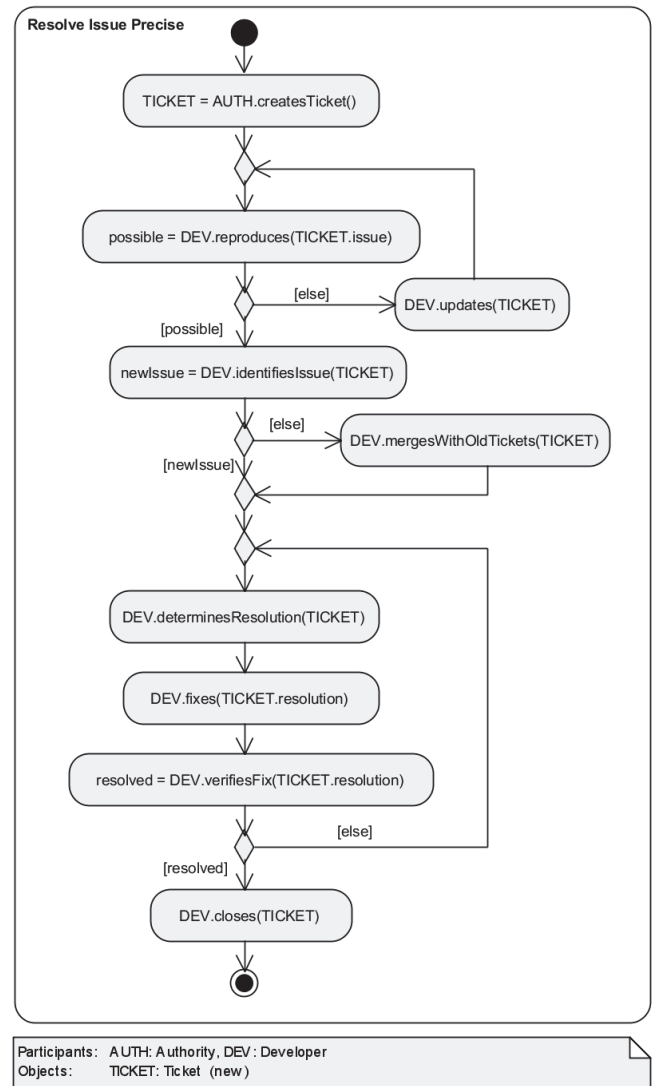 Resolve Issue Precise
TICKET = AUTH.createsTicket()
possible = DEV.reproduces(TICKET.issue)
[else]
DEV.updates(TICKET)
[possible]
newIssue = DEV.identifiesIssue(TICKET)
[else]
DEV.mergesWithOldTickets(TICKET)
[newIssue]
DEV.determinesResolution(TICKET)
DEV.fixes(TICKET.resolution)
resolved = DEV.verifiesFix(TICKET.resolution)
[else]
[resolved]
DEV.closes(TICKET)
Participants: AUTH: Authority, DEV: Developer
Objects: TICKET: Ticket (new)